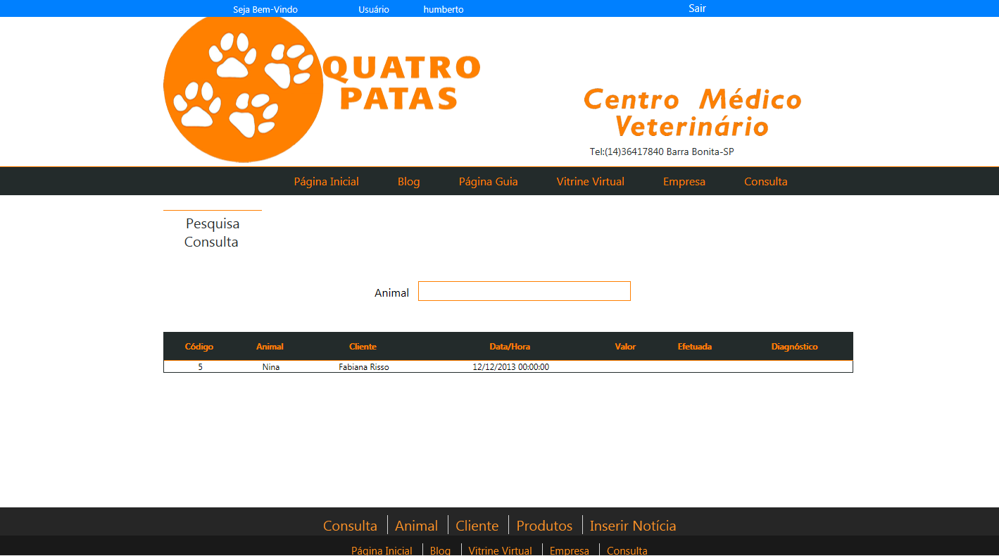 Seja Bem-Vindo Usuário humberto Sair
QUATRO
PATAS
Centro Médico
Veterinário
Tel:(14)36417840 Barra Bonita-SP
Página Inicial Blog Página Guia Vitrine Virtual Empresa Consulta
Pesquisa
Consulta
Animal
Código Animal Cliente Data/Hora Valor Efetuada Diagnóstico
5 Nina Fabiana Risso 12/12/2013 00:00:00
Consulta Animal Cliente Produtos Inserir Notícia
Página Inicial Blog Vitrine Virtual Empresa Consulta